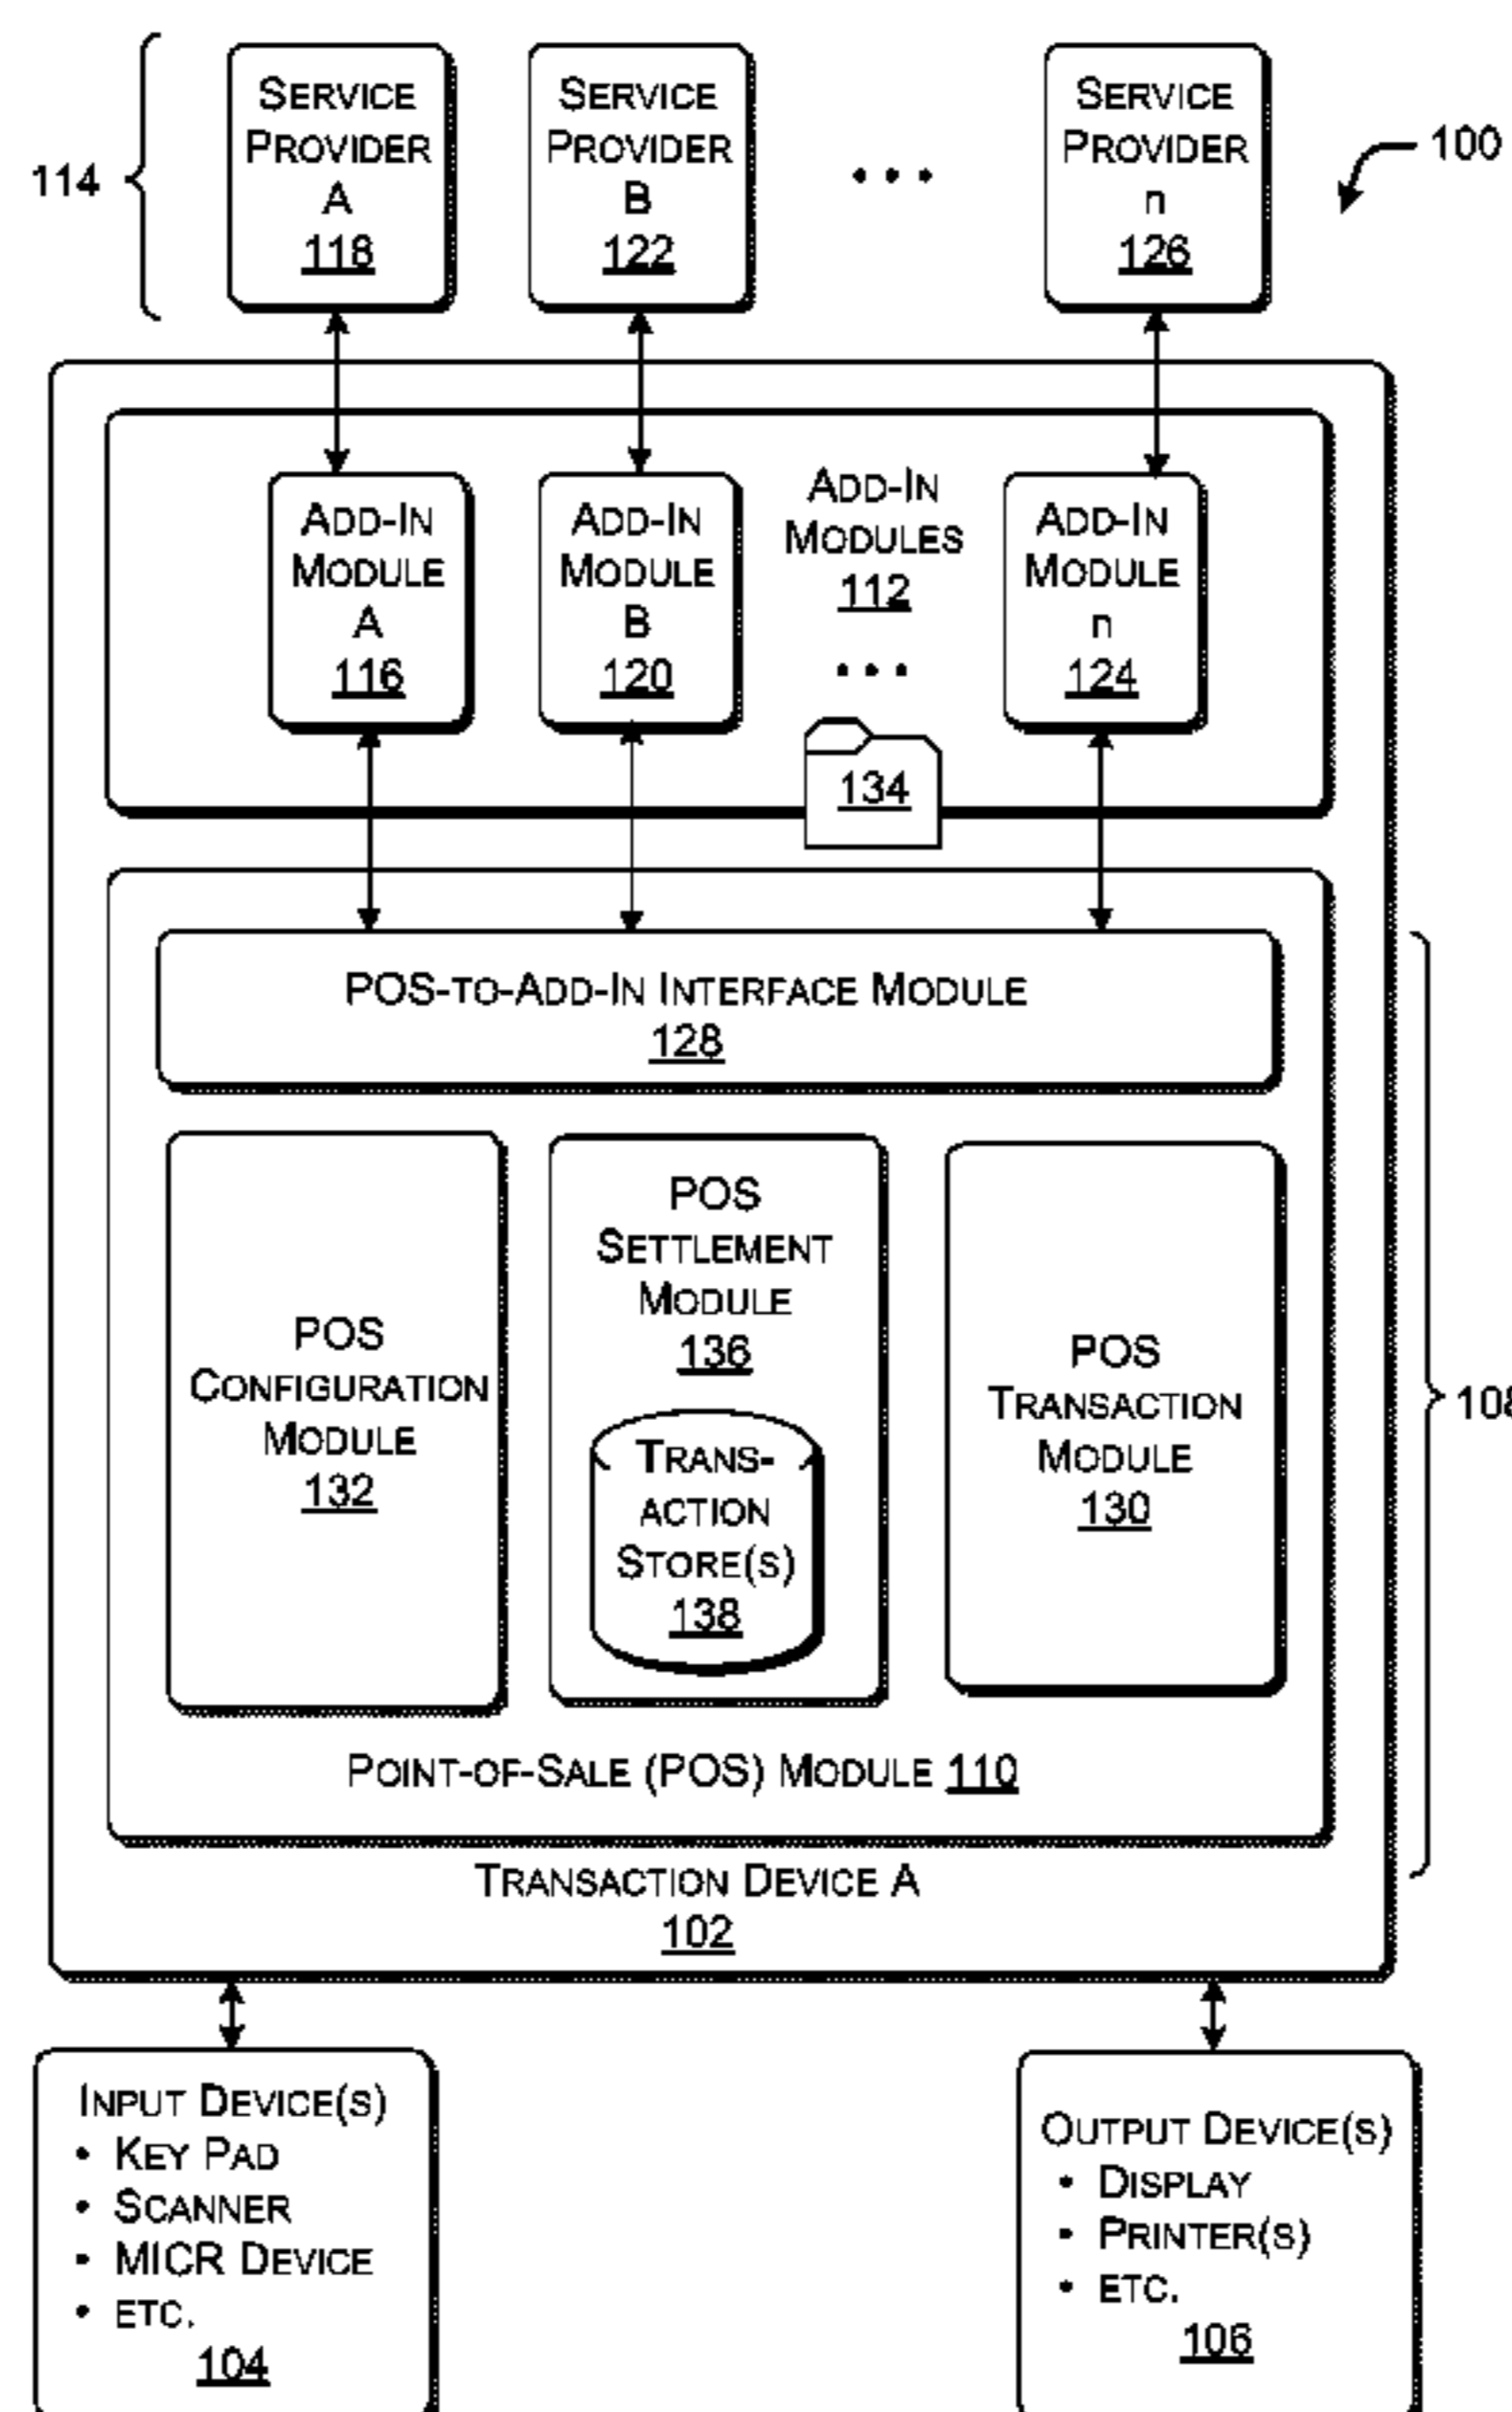 SERVICE
PROVIDER
A
118
SERVICE
PROVIDER
B
122
• • •
SERVICE
PROVIDER
n
126
100
114
ADD-IN
MODULE
A
116
ADD-IN
MODULE
B
120
ADD-IN
MODULES
112
• • •
ADD-IN
MODULE
n
124
134
POS-TO-ADD-IN INTERFACE MODULE
128
POS
CONFIGURATION
MODULE
132
POS
SETTLEMENT
MODULE
136
TRANS-
ACTION
STORE(S)
138
POS
TRANSACTION
MODULE
130
108
POINT-OF-SALE (POS) MODULE 110
TRANSACTION DEVICE A
102
INPUT DEVICE(S)
• KEY PAD
• SCANNER
• MICR DEVICE
• ETC.
104
OUTPUT DEVICE(S)
• DISPLAY
• PRINTER(S)
• ETC.
106